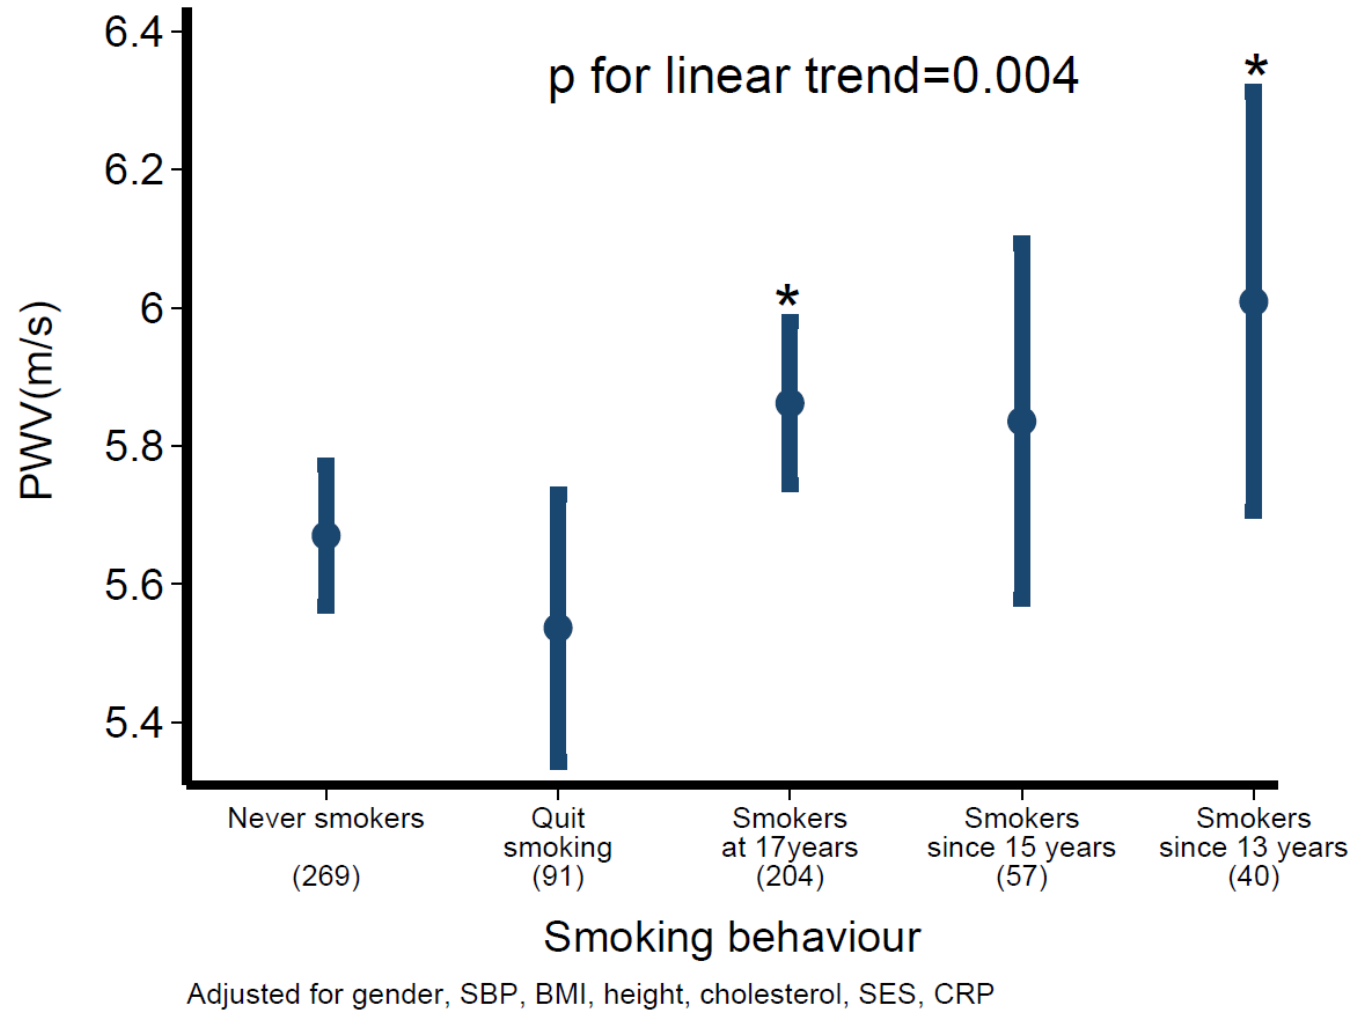 p for linear trend=0.004
*
*
6.4
6.2
6
5.8
5.6
5.4
PWV(m/s)
Never smokers
(269)
Quit
smoking
(91)
Smokers
at 17years
(204)
Smokers
since 15 years
(57)
Smokers
since 13 years
(40)
Smoking behaviour
Adjusted for gender, SBP, BMI, height, cholesterol, SES, CRP